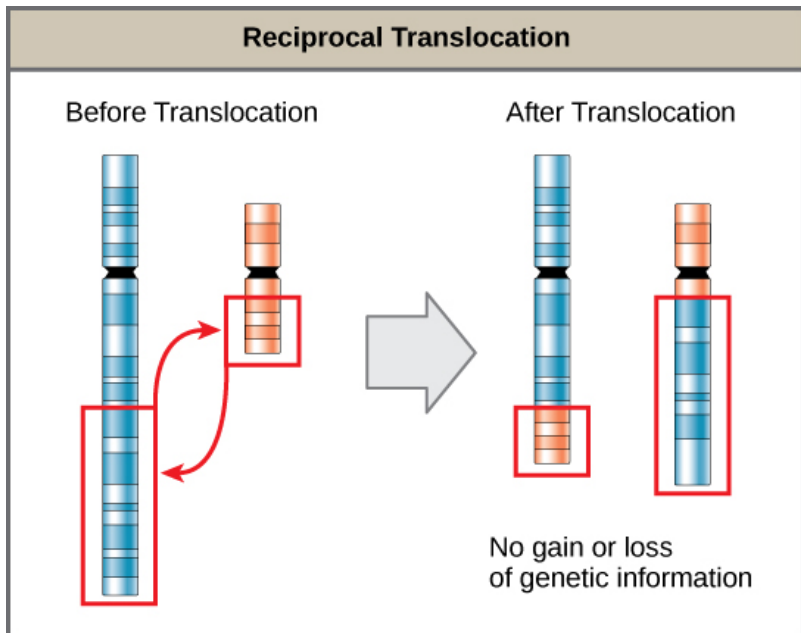 Reciprocal Translocation
Before Translocation
After Translocation
No gain or loss
of genetic information